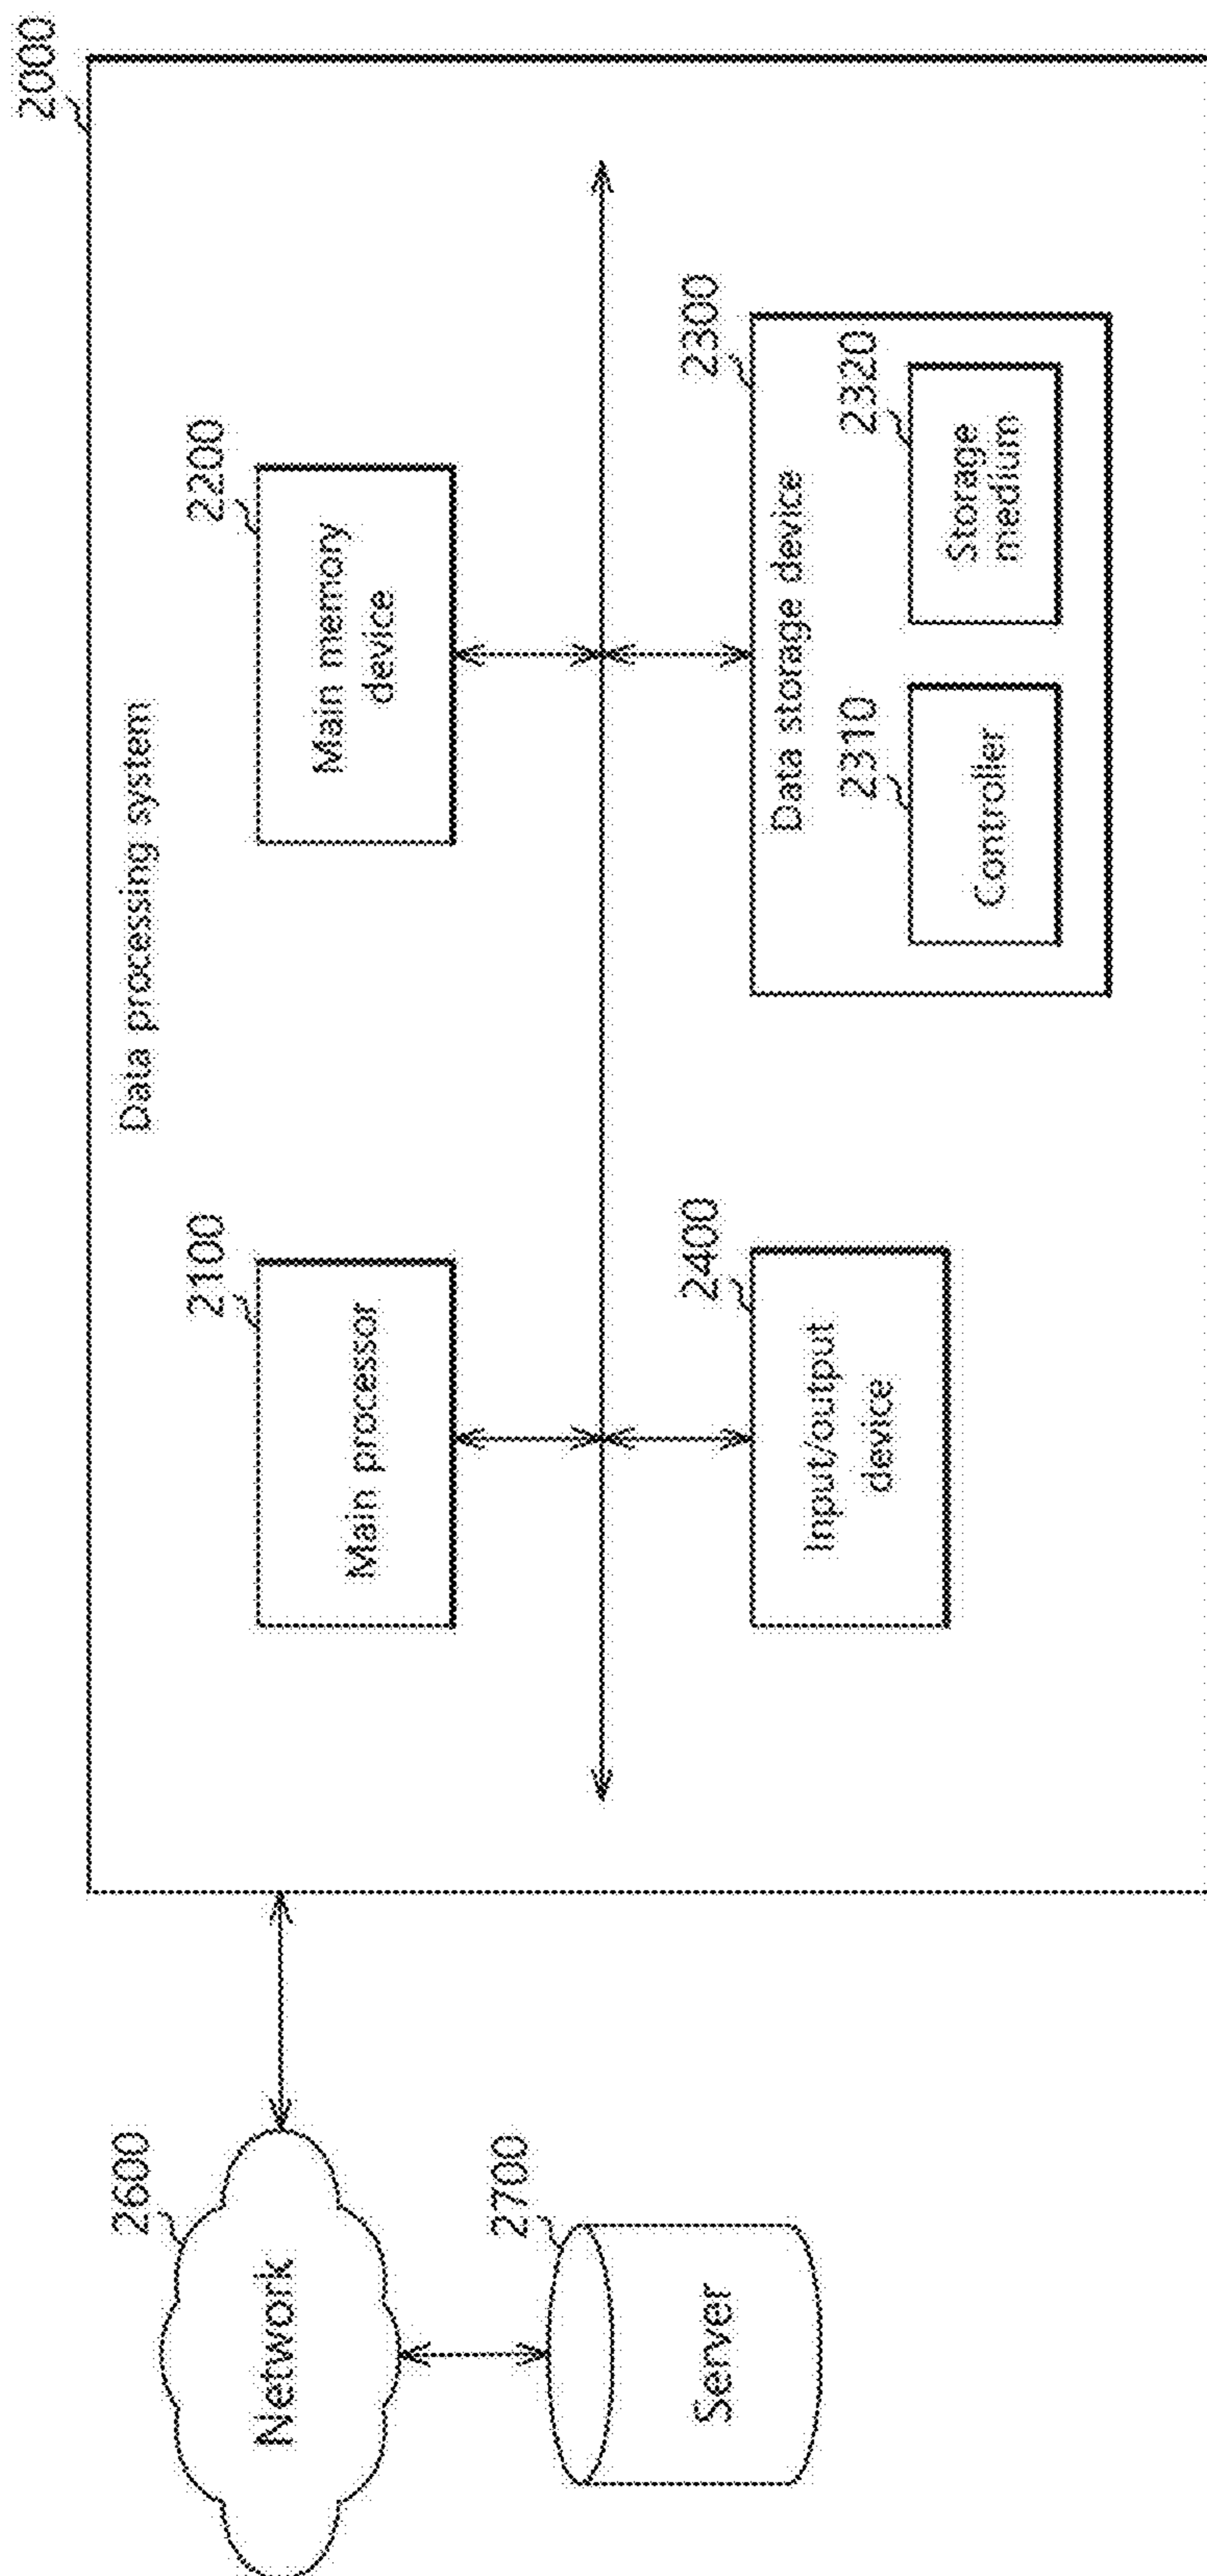 2000
Data processing system
2100
Main processor
2200
Main memory
device
2400
Input/output
device
2300
Data storage device
2310
Controller
2320
Storage
medium
2600
Network
2700
Server